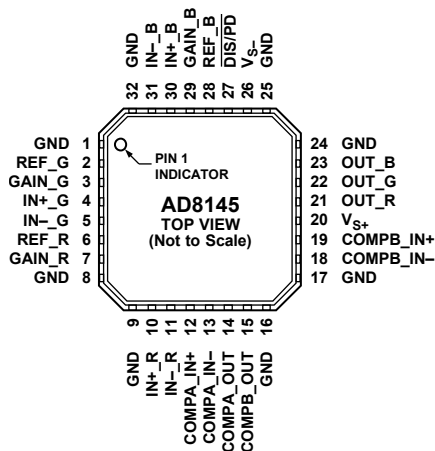 32 GND
31 IN–_B
30 IN+_B
29 GAIN_B
28 REF_B
27 DIS/PD
26 VS–
25 GND
GND 1
REF_G 2
GAIN_G 3
IN+_G 4
IN–_G 5
REF_R 6
GAIN_R 7
GND 8
PIN 1
INDICATOR
AD8145
TOP VIEW
(Not to Scale)
24 GND
23 OUT_B
22 OUT_G
21 OUT_R
20 VS+
19 COMPB_IN+
18 COMPB_IN–
17 GND
GND 9
IN+_R 10
IN–_R 11
COMPA_IN+ 12
COMPA_IN– 13
COMPA_OUT 14
COMPB_OUT 15
GND 16